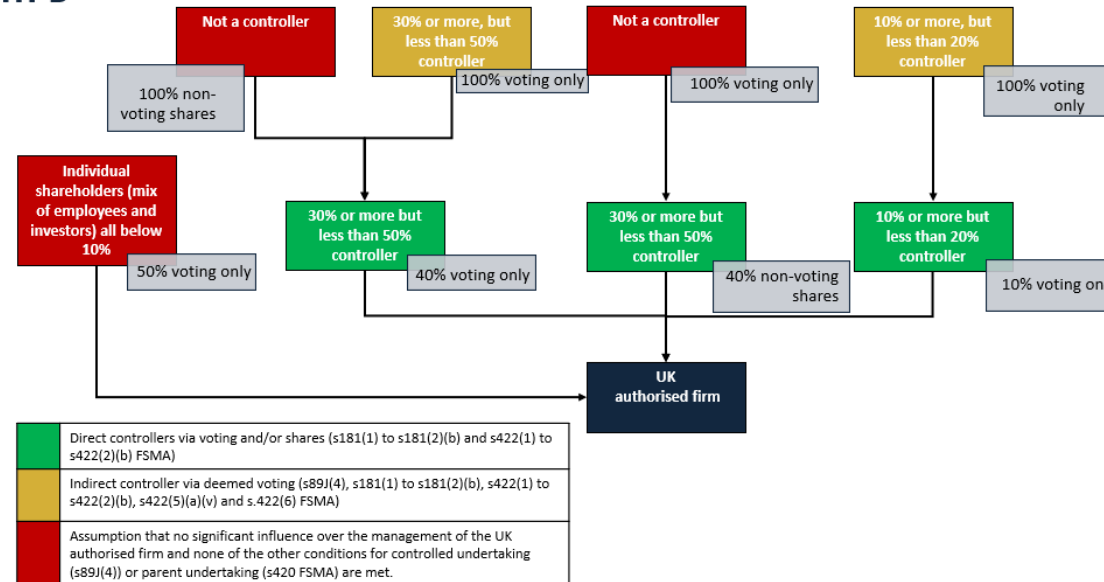 Not a controller
30% or more, but
less than 50%
controller
Not a controller
10% or more, but
less than 20%
controller
100% non-
voting shares
100% voting only
100% voting only
100% voting
only
Individual
shareholders (mix
of employees and
investors) all below
10%
30% or more but
less than 50%
controller
30% or more but
less than 50%
controller
10% or more but
less than 20%
controller
50% voting only
40% voting only
40% non-voting
shares
10% voting on
UK
authorised firm
Direct controllers via voting and/or shares (s181(1) to s181(2)(b) and s422(1) to
s422(2)(b) FSMA)
Indirect controller via deemed voting (s89J(4), s181(1) to s181(2)(b), s422(1) to
s422(2)(b), s422(5)(a)(v) and s.422(6) FSMA)
Assumption that no significant influence over the management of the UK
authorised firm and none of the other conditions for controlled undertaking
(s89J(4)) or parent undertaking (s420 FSMA) are met.